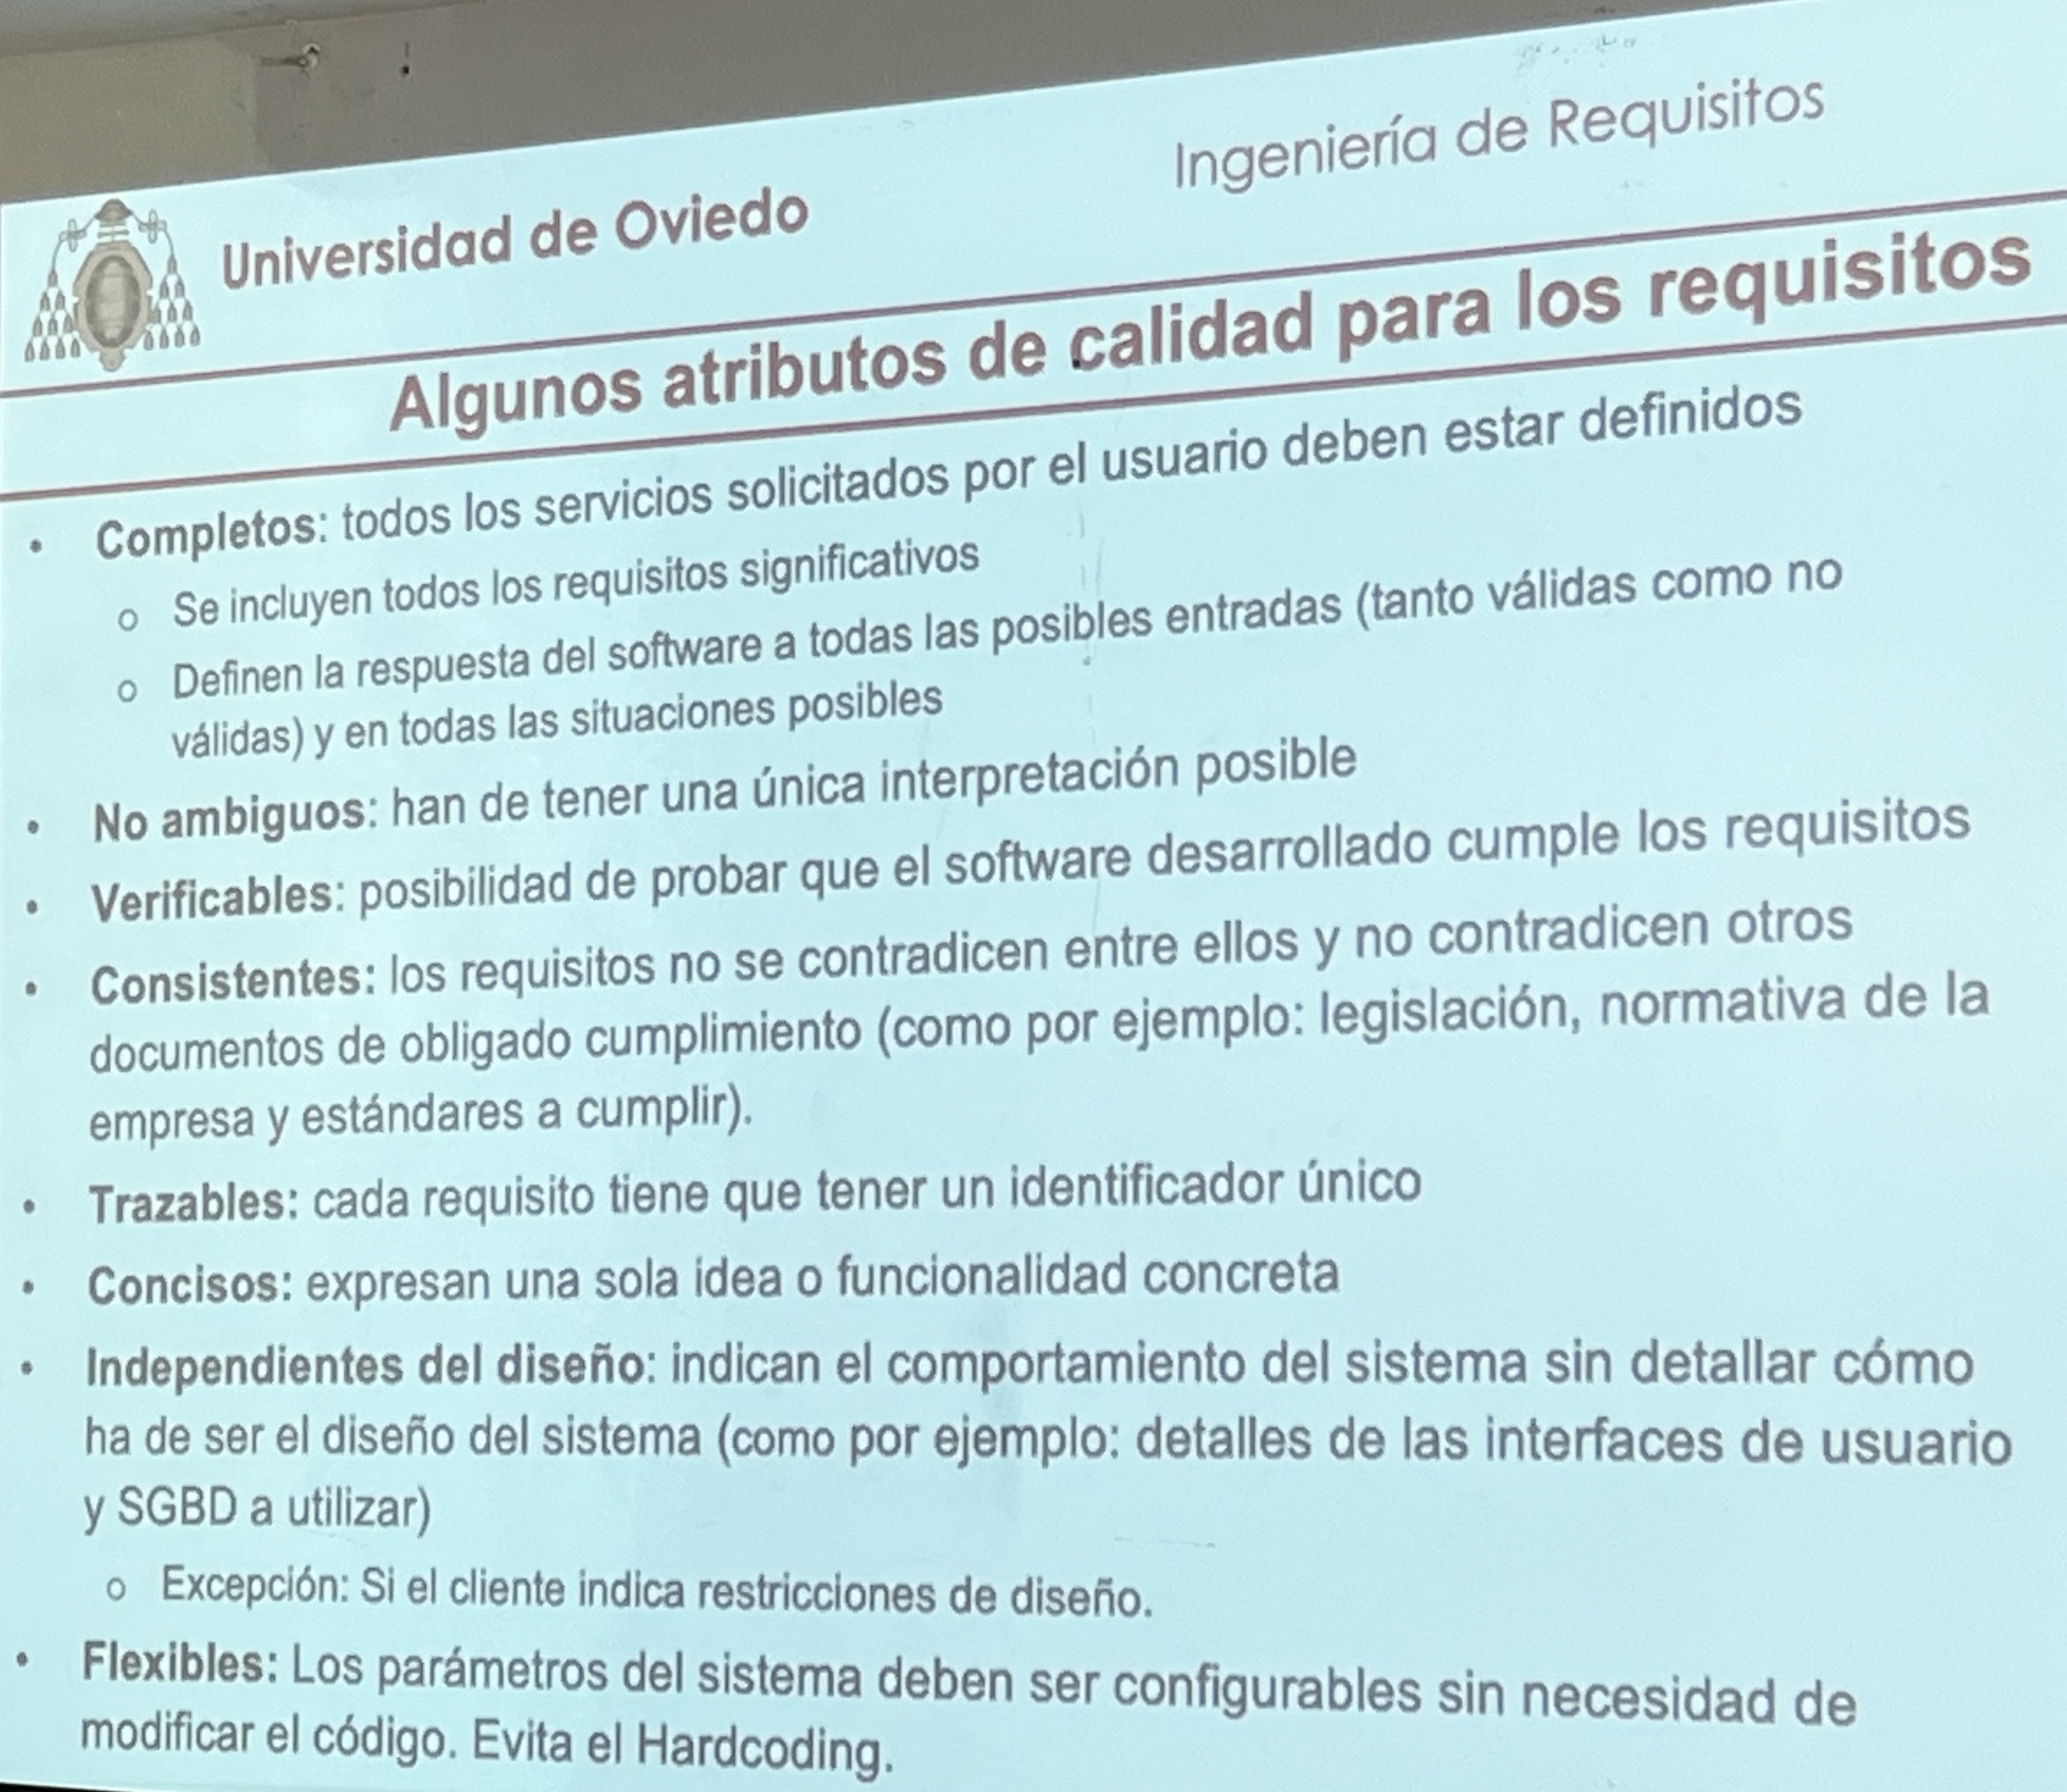 Universidad de Oviedo
Ingeniería de Requisitos
Algunos atributos de calidad para los requisitos
• Completos: todos los servicios solicitados por el usuario deben estar definidos
o Se incluyen todos los requisitos significativos
o Definen la respuesta del software a todas las posibles entradas (tanto válidas como no
válidas) y en todas las situaciones posibles
• No ambiguos: han de tener una única interpretación posible
• Verificables: posibilidad de probar que el software desarrollado cumple los requisitos
• Consistentes: los requisitos no se contradicen entre ellos y no contradicen otros
documentos de obligado cumplimiento (como por ejemplo: legislación, normativa de la
empresa y estándares a cumplir).
• Trazables: cada requisito tiene que tener un identificador único
• Concisos: expresan una sola idea o funcionalidad concreta
• Independientes del diseño: indican el comportamiento del sistema sin detallar cómo
ha de ser el diseño del sistema (como por ejemplo: detalles de las interfaces de usuario
y SGBD a utilizar)
o Excepción: Si el cliente indica restricciones de diseño.
• Flexibles: Los parámetros del sistema deben ser configurables sin necesidad de
modificar el código. Evita el Hardcoding.